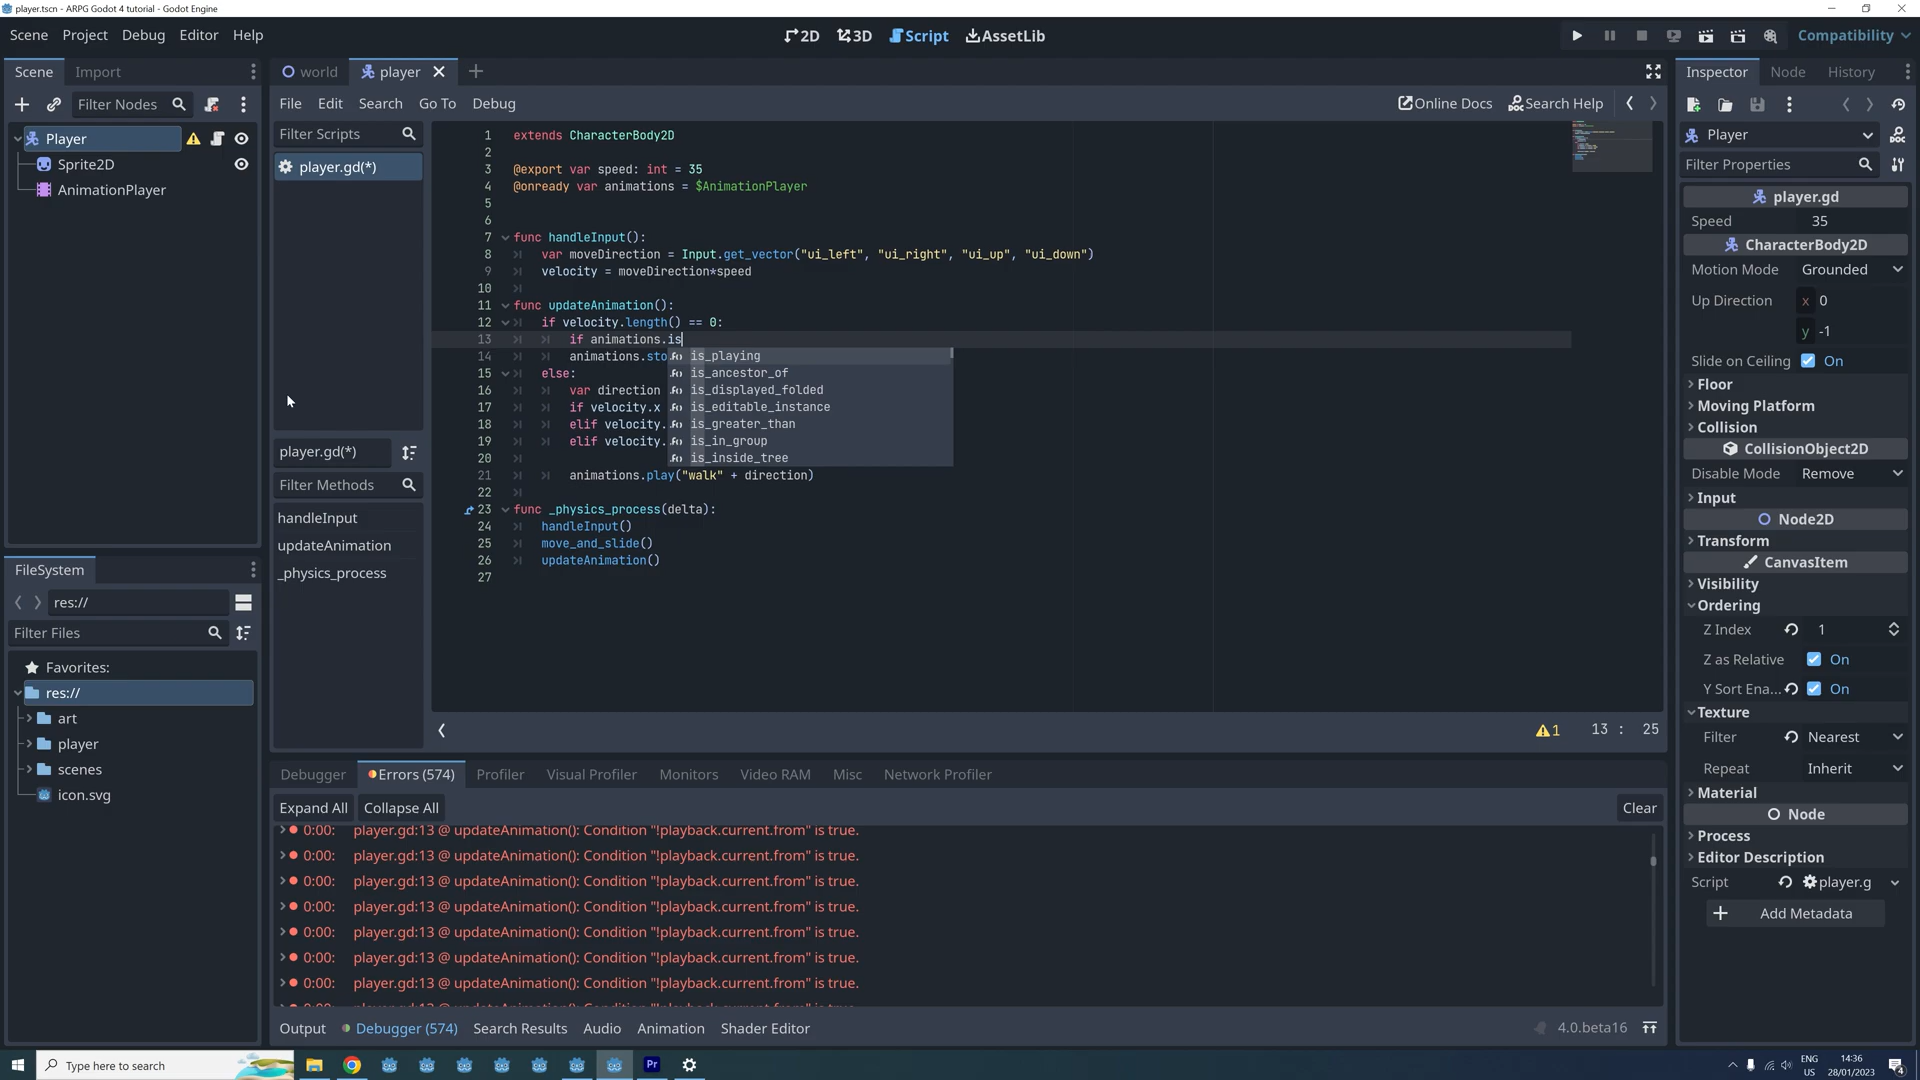 player.tscn - ARPG Godot 4 tutorial - Godot Engine
Scene Project Debug Editor Help
2D 3D Script AssetLib
Compatibility
Scene Import
world player
Inspector Node History
Filter Nodes
File Edit Search Go To Debug
Online Docs Search Help
Player
Sprite2D
AnimationPlayer
Filter Scripts
player.gd(*)
1 extends CharacterBody2D
2
3 @export var speed: int = 35
4 @onready var animations = $AnimationPlayer
5
6
7 func handleInput():
8 var moveDirection = Input.get_vector("ui_left", "ui_right", "ui_up", "ui_down")
9 velocity = moveDirection*speed
10
11 func updateAnimation():
12 if velocity.length() == 0:
13 if animations.is
14 animations.sto
15 else:
16 var direction
17 if velocity.x
18 elif velocity.
19 elif velocity.
20
21 animations.play("walk" + direction)
22
23 func _physics_process(delta):
24 handleInput()
25 move_and_slide()
26 updateAnimation()
27
is_playing
is_ancestor_of
is_displayed_folded
is_editable_instance
is_greater_than
is_in_group
is_inside_tree
player.gd(*)
Filter Methods
handleInput
updateAnimation
_physics_process
1 13 : 25
FileSystem
res://
Filter Files
Favorites:
res://
art
player
scenes
icon.svg
Debugger Errors (574) Profiler Visual Profiler Monitors Video RAM Misc Network Profiler
Expand All Collapse All Clear
0:00: player.gd:13 @ updateAnimation(): Condition "!playback.current.from" is true.
0:00: player.gd:13 @ updateAnimation(): Condition "!playback.current.from" is true.
0:00: player.gd:13 @ updateAnimation(): Condition "!playback.current.from" is true.
0:00: player.gd:13 @ updateAnimation(): Condition "!playback.current.from" is true.
0:00: player.gd:13 @ updateAnimation(): Condition "!playback.current.from" is true.
0:00: player.gd:13 @ updateAnimation(): Condition "!playback.current.from" is true.
0:00: player.gd:13 @ updateAnimation(): Condition "!playback.current.from" is true.
Output Debugger (574) Search Results Audio Animation Shader Editor
4.0.beta16
Player
Filter Properties
player.gd
Speed 35
CharacterBody2D
Motion Mode Grounded
Up Direction x 0
y -1
Slide on Ceiling On
Floor
Moving Platform
Collision
CollisionObject2D
Disable Mode Remove
Input
Node2D
Transform
CanvasItem
Visibility
Ordering
Z Index 1
Z as Relative On
Y Sort Ena... On
Texture
Filter Nearest
Repeat Inherit
Material
Node
Process
Editor Description
Script player.g
Add Metadata
Type here to search
Pr
ENG
US
14:36
28/01/2023
4